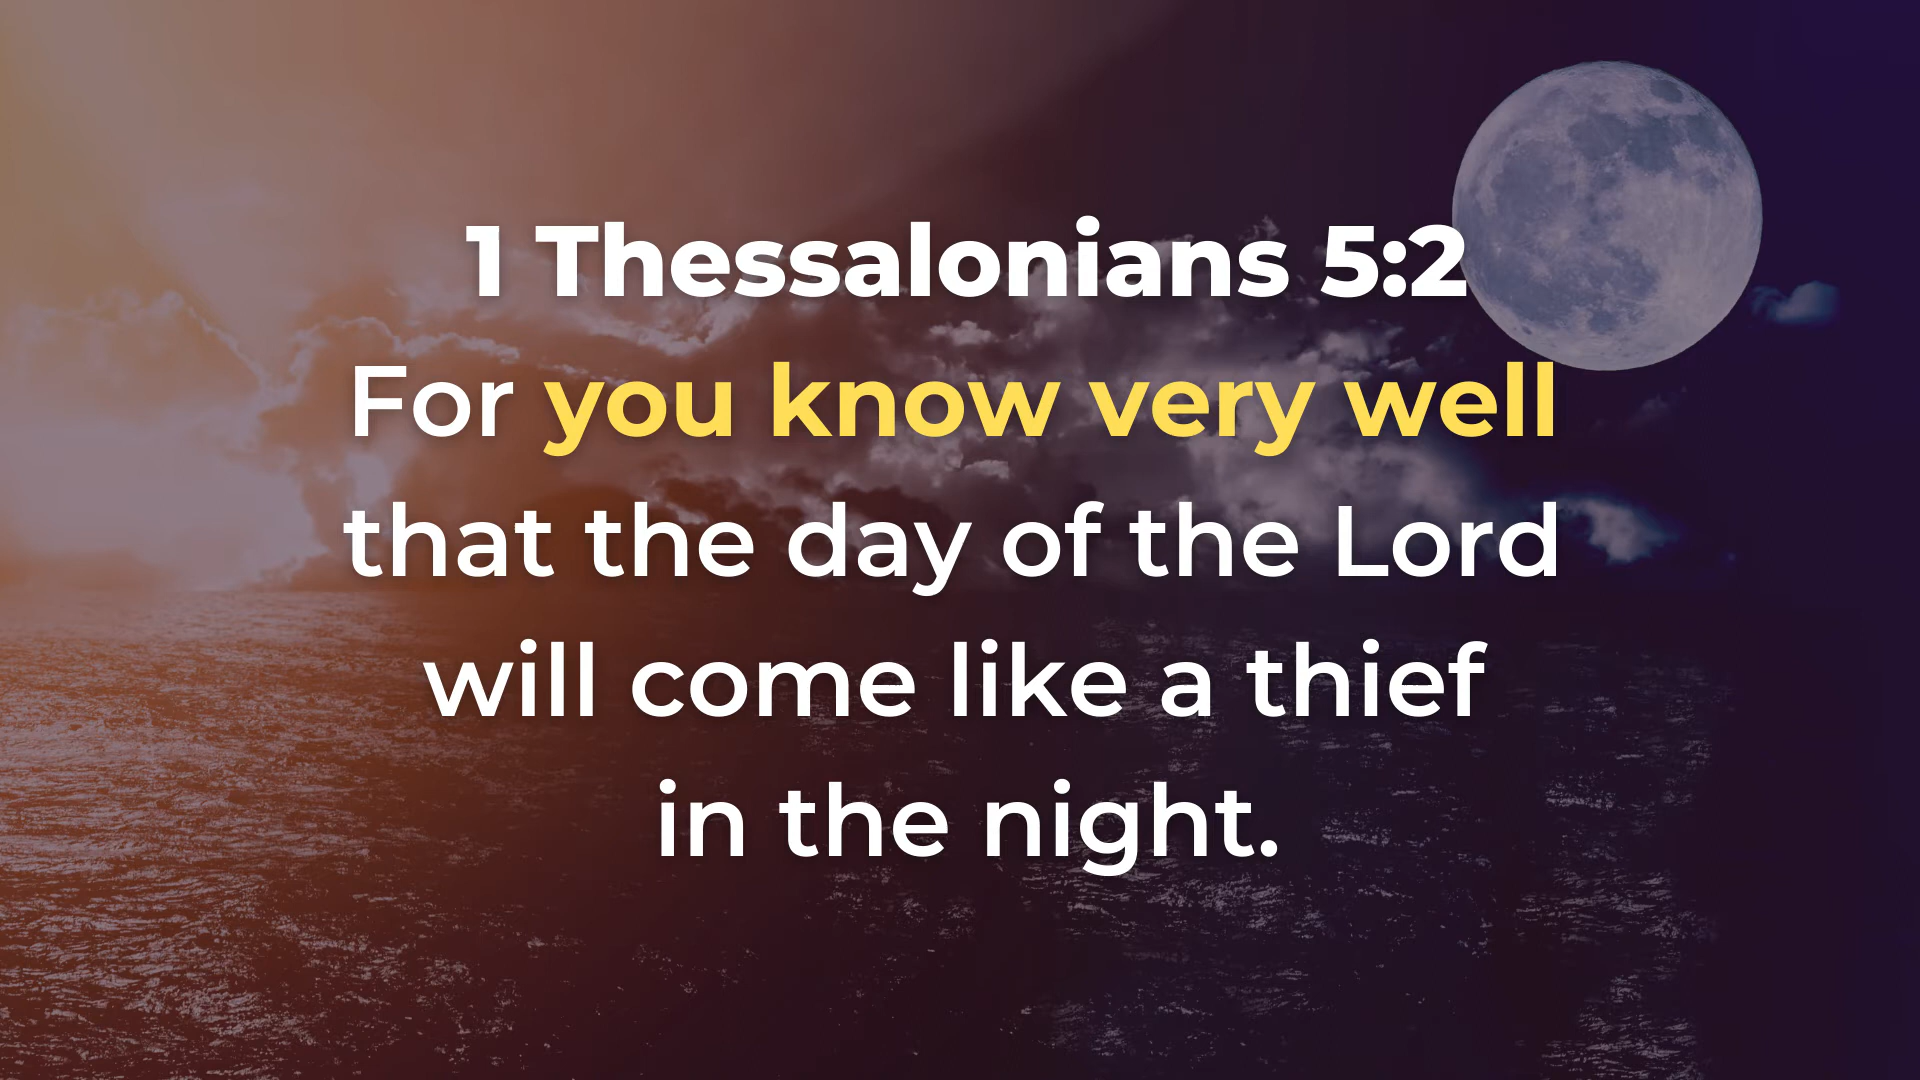 1 Thessalonians 5:2
For you know very well
that the day of the Lord
will come like a thief
in the night.